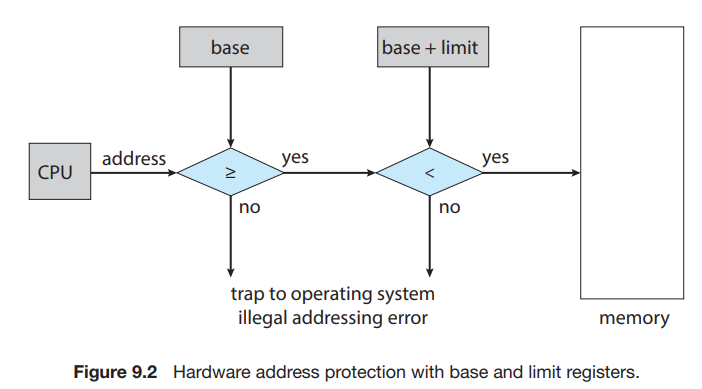 base
base + limit
CPU
address
≥
yes
<
yes
no
no
trap to operating system
illegal addressing error
memory
Figure 9.2 Hardware address protection with base and limit registers.